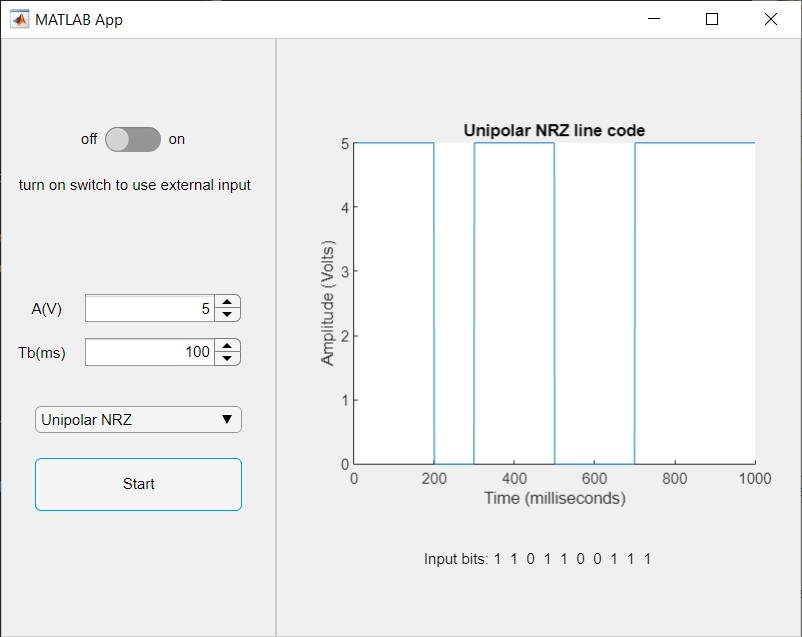 MATLAB App
off on
turn on switch to use external input
A(V) 5
Tb(ms) 100
Unipolar NRZ
Start
Unipolar NRZ line code
5
4
3
2
1
0
Amplitude (Volts)
0 200 400 600 800 1000
Time (milliseconds)
Input bits: 1 1 0 1 1 0 0 1 1 1